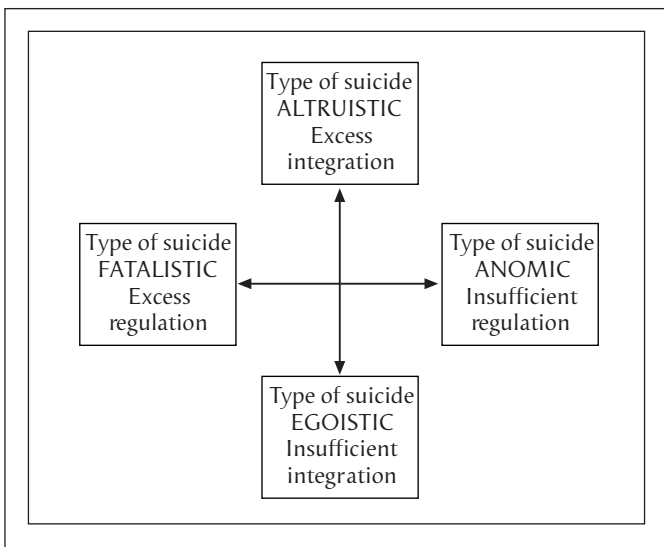 Type of suicide
ALTRUISTIC
Excess
integration
Type of suicide
FATALISTIC
Excess
regulation
Type of suicide
ANOMIC
Insufficient
regulation
Type of suicide
EGOISTIC
Insufficient
integration